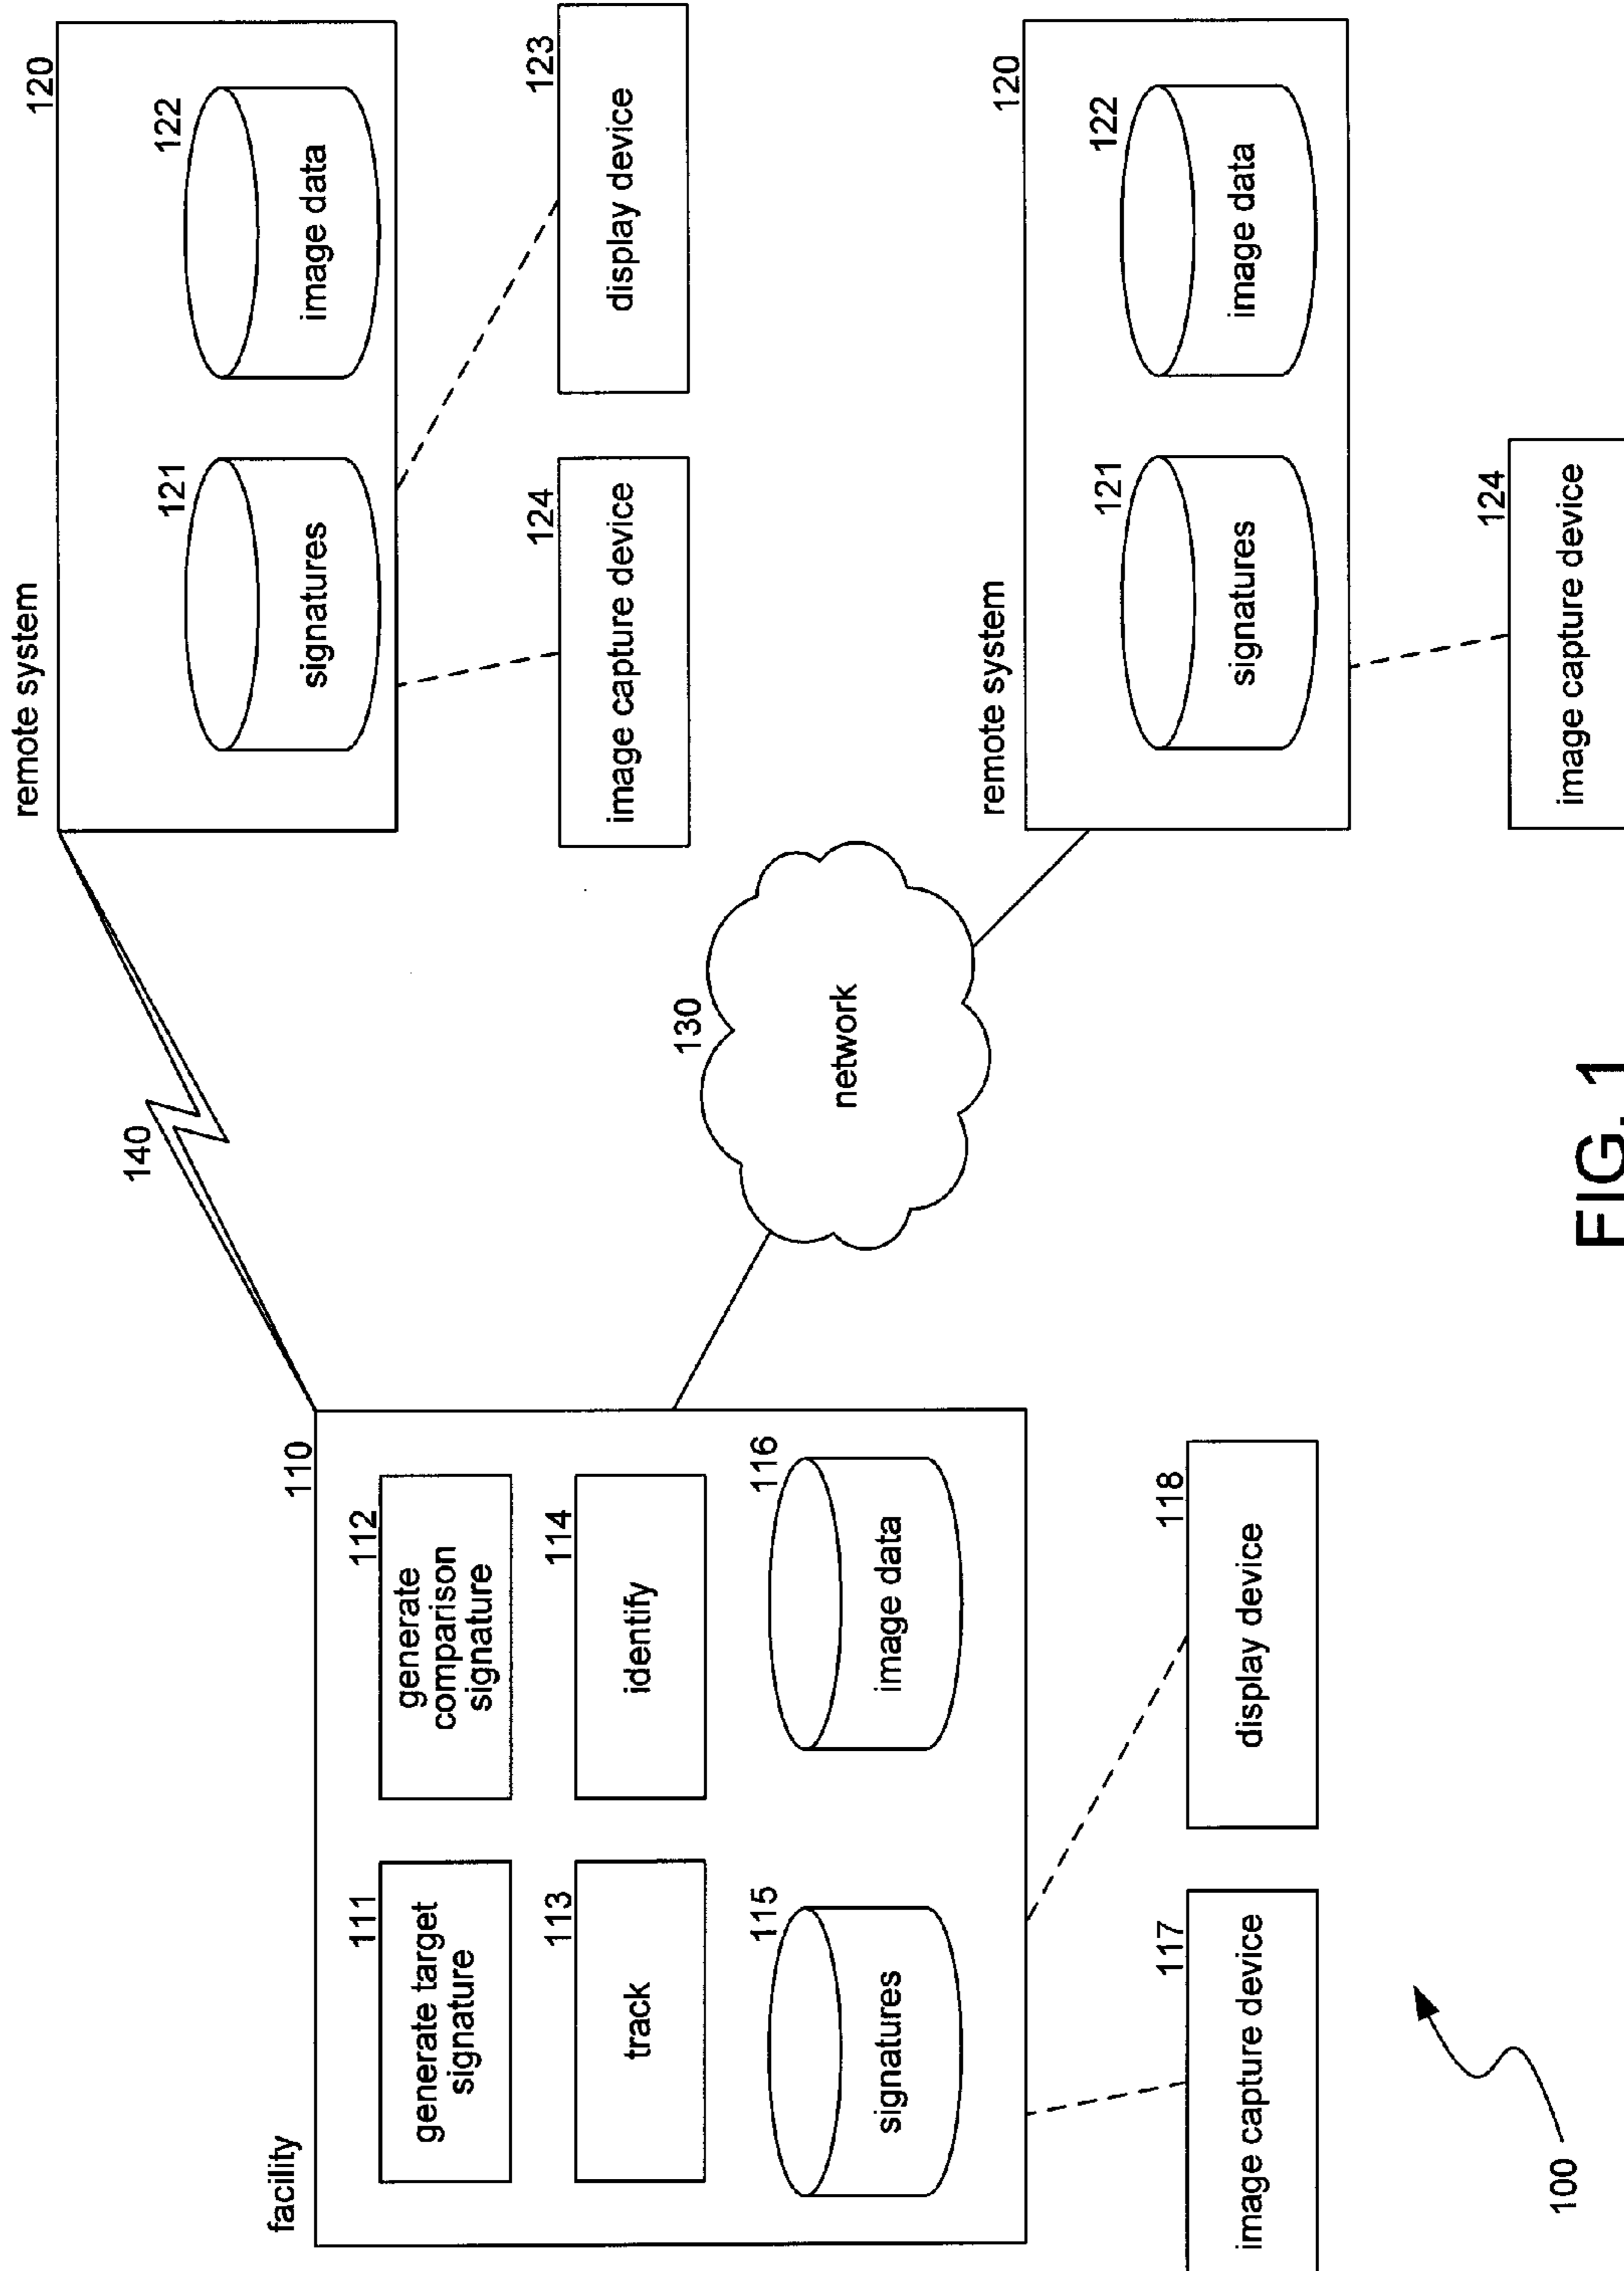 facility
110
111
generate target
signature
112
generate
comparison
signature
113
track
114
identify
115
signatures
116
image data
117
image capture device
118
display device
140
130
network
remote system
120
121
signatures
122
image data
124
image capture device
123
display device
remote system
120
121
signatures
122
image data
124
image capture device
100
FIG. 1